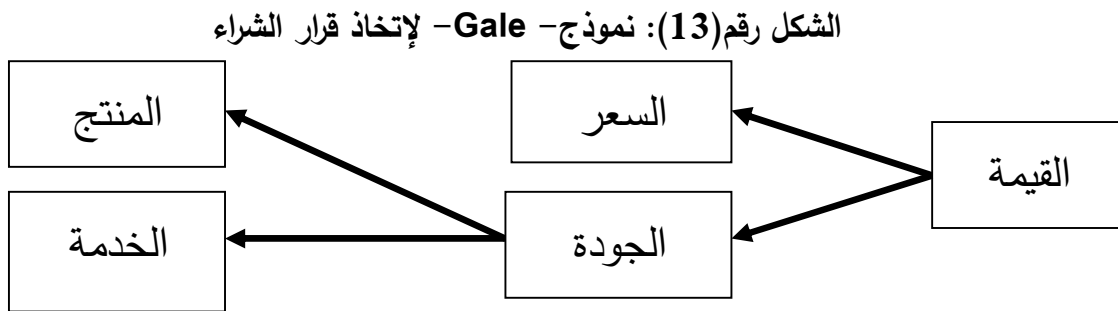 الشكل رقم(13): نموذج- Gale- لإتخاذ قرار الشراء
القيمة
السعر
الجودة
المنتج
الخدمة